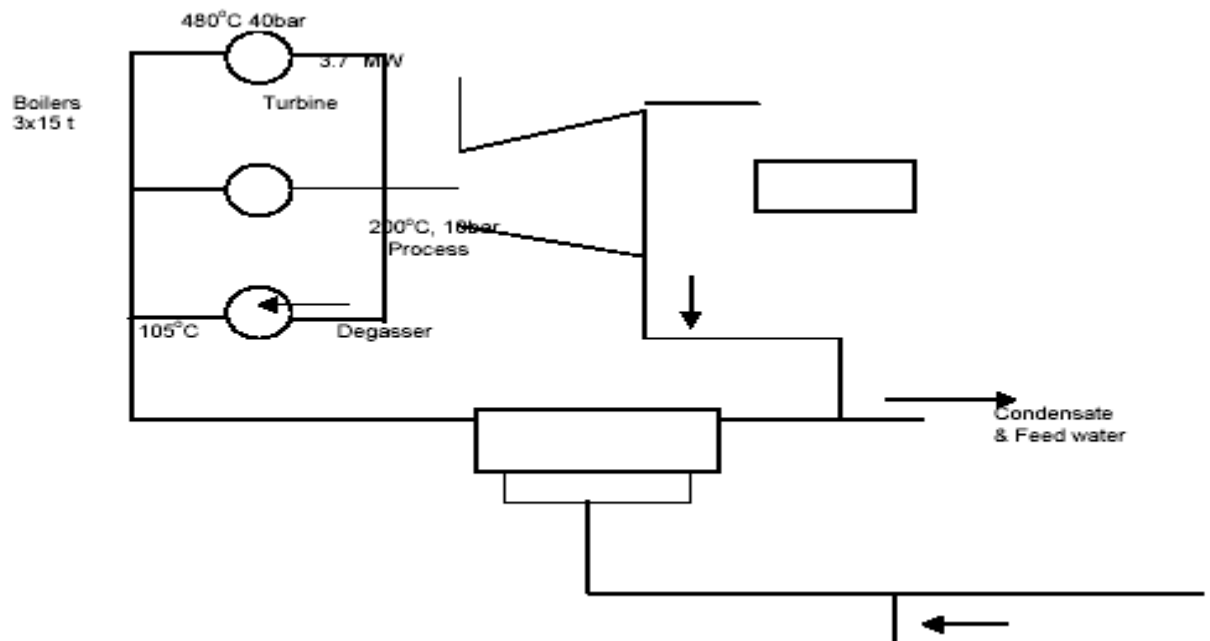 480°C 40bar
3.7 MW
Boilers
3x15 t
Turbine
200°C, 10bar
Process
105°C
Degasser
Condensate
& Feed water